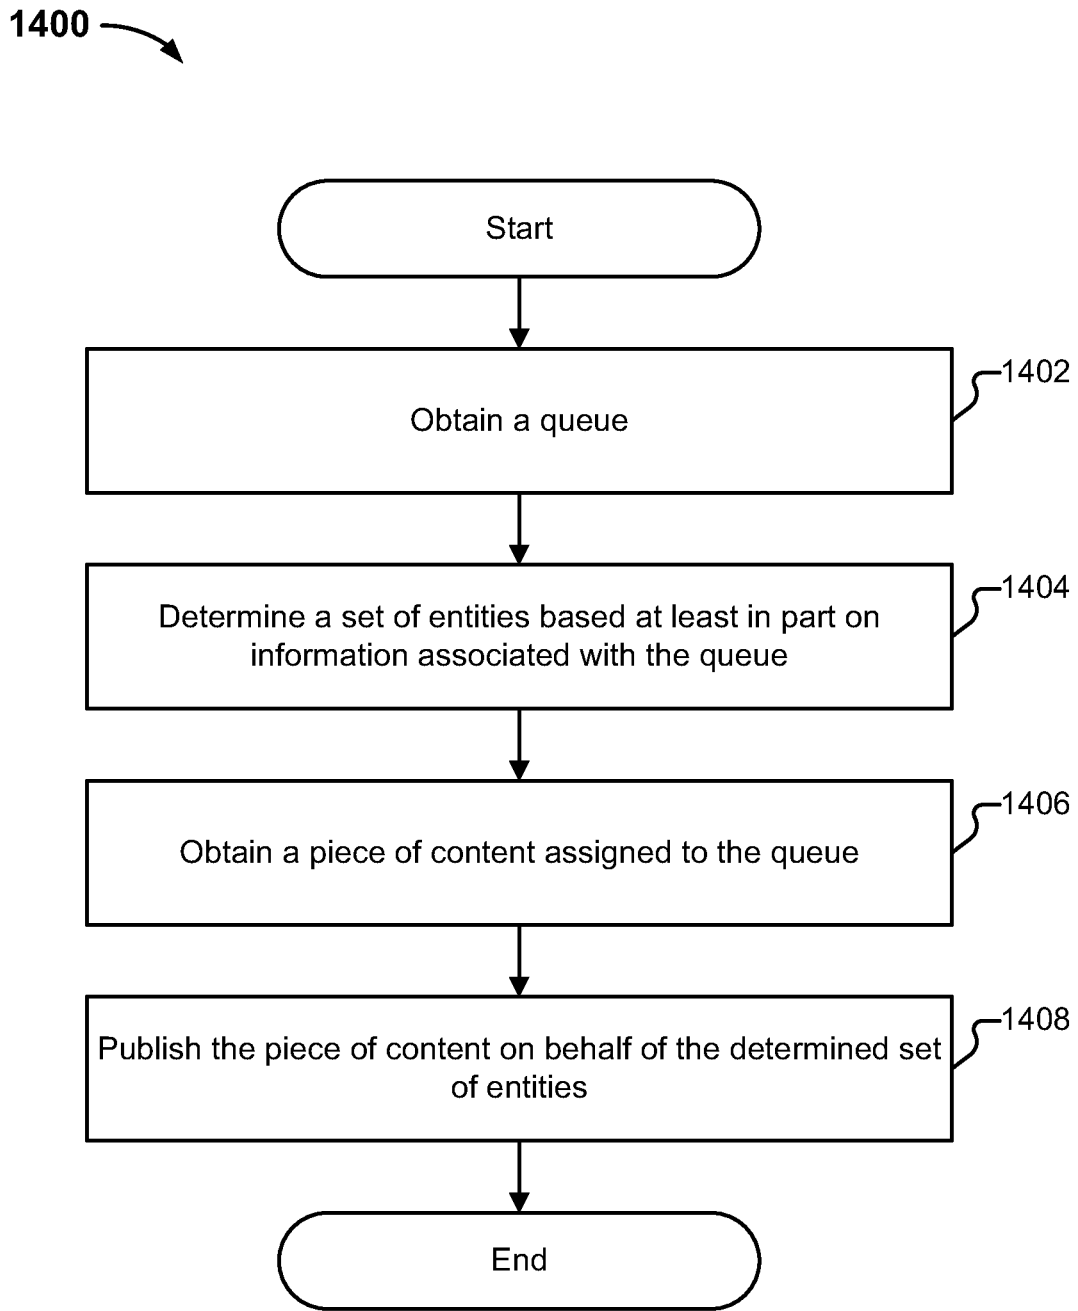 1400
Start
1402
Obtain a queue
1404
Determine a set of entities based at least in part on
information associated with the queue
1406
Obtain a piece of content assigned to the queue
1408
Publish the piece of content on behalf of the determined set
of entities
End